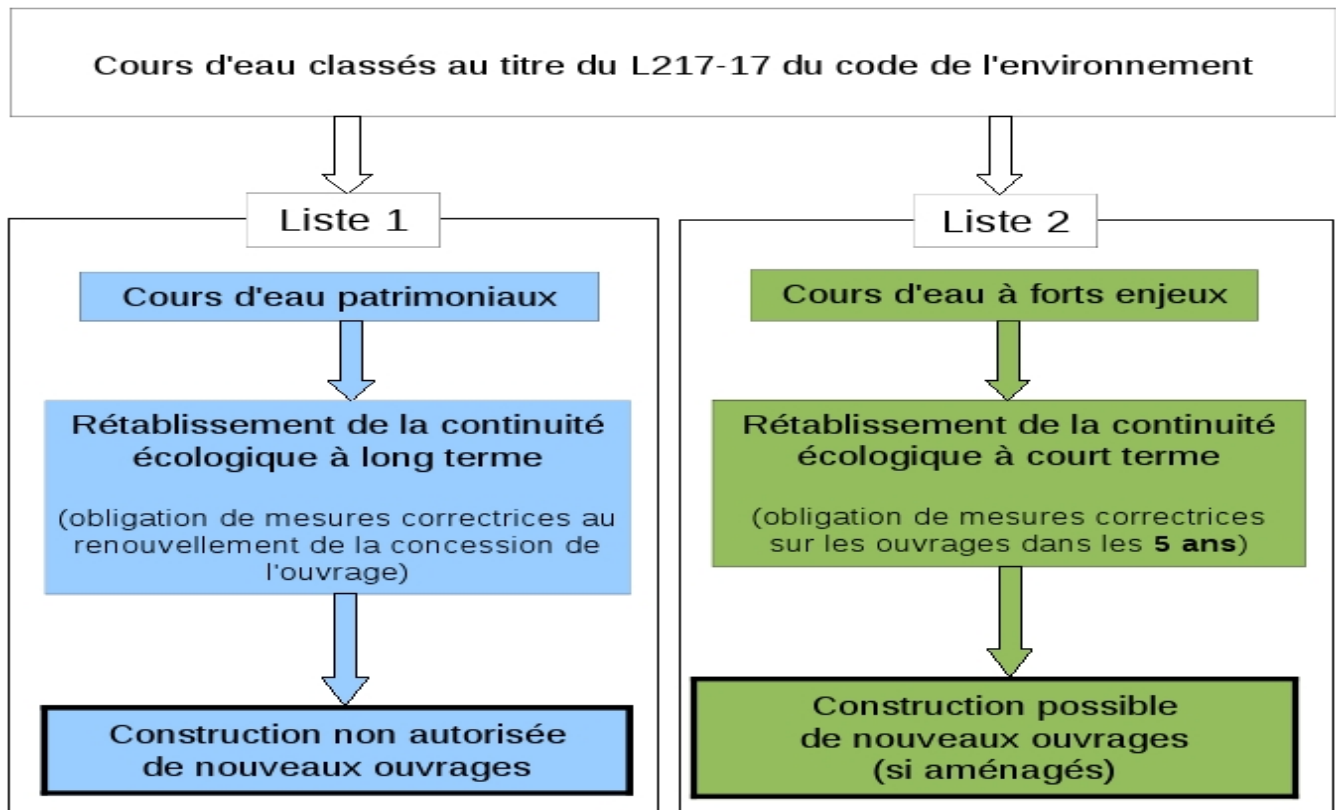 Cours d'eau classés au titre du L217-17 du code de l'environnement
Liste 1
Cours d'eau patrimoniaux
Rétablissement de la continuité
écologique à long terme
(obligation de mesures correctrices au
renouvellement de la concession de
l'ouvrage)
Construction non autorisée
de nouveaux ouvrages
Liste 2
Cours d'eau à forts enjeux
Rétablissement de la continuité
écologique à court terme
(obligation de mesures correctrices
sur les ouvrages dans les 5 ans)
Construction possible
de nouveaux ouvrages
(si aménagés)